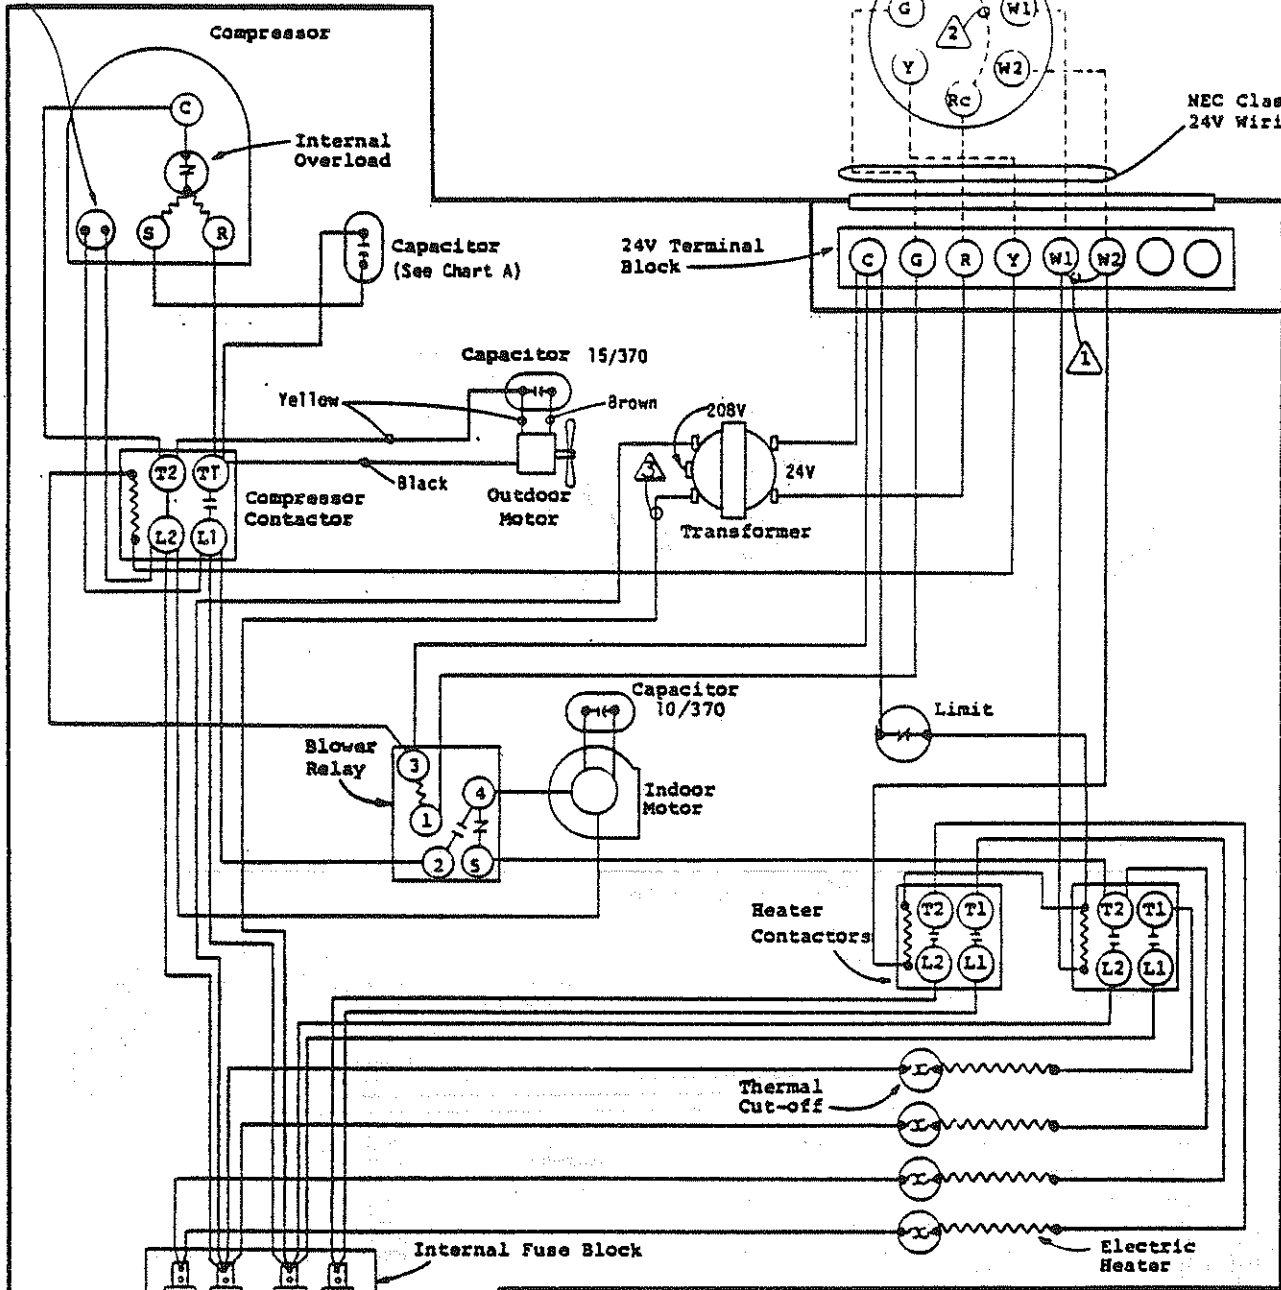 Compressor
G
W1
2
Y
W2
Rc
NEC Clas
24V Wiri
C
Internal
Overload
S
R
Capacitor
(See Chart A)
24V Terminal
Block
C G R Y W1 W2
1
Capacitor 15/370
Yellow
Brown
208V
3
24V
Black
Outdoor
Motor
Transformer
T2 T1
L2 L1
Compressor
Contactor
Capacitor
10/370
Limit
Blower
Relay
3
4
1
2
5
Indoor
Motor
Heater
Contactors
T2 T1
L2 L1
T2 T1
L2 L1
Thermal
Cut-off
Internal Fuse Block
Electric
Heater